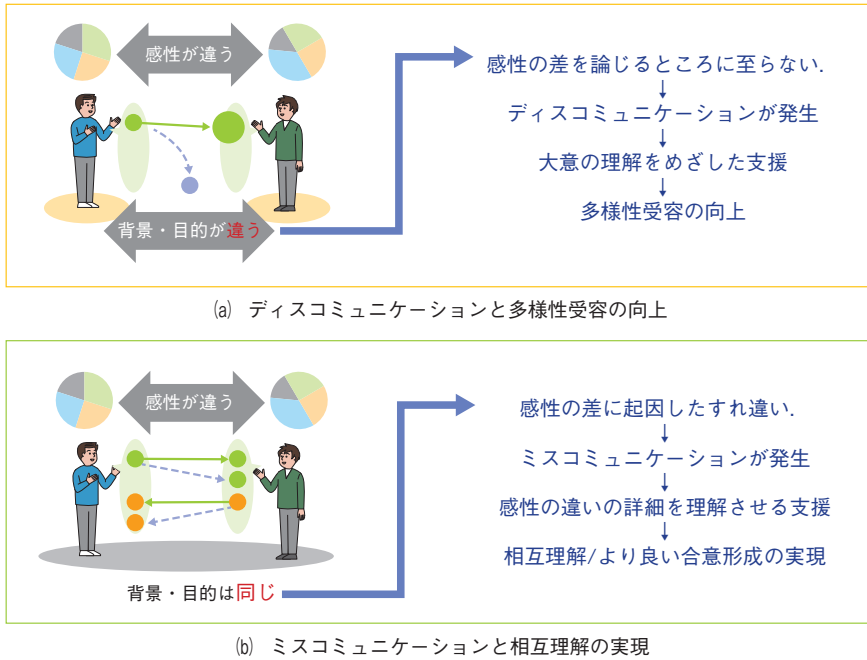 感性が違う
背景・目的が違う
感性の差を論じるところに至らない.
↓
ディスコミュニケーションが発生
↓
大意の理解をめざした支援
↓
多様性受容の向上
(a) ディスコミュニケーションと多様性受容の向上
感性が違う
背景・目的は同じ
感性の差に起因したすれ違い.
↓
ミスコミュニケーションが発生
↓
感性の違いの詳細を理解させる支援
↓
相互理解/より良い合意形成の実現
(b) ミスコミュニケーションと相互理解の実現